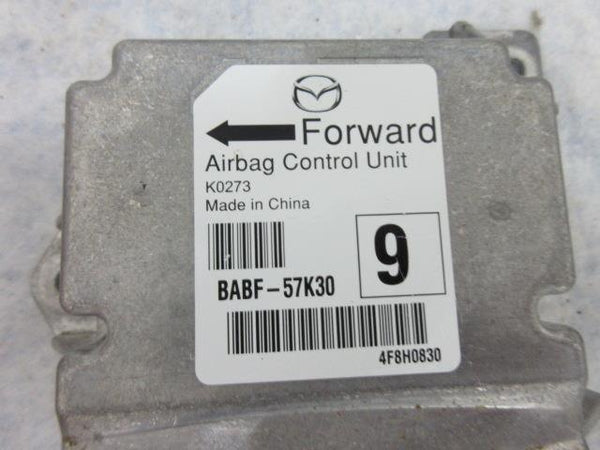 Forward
Airbag Control Unit
K0273
Made in China
9
BABF-57K30
4F8H0830